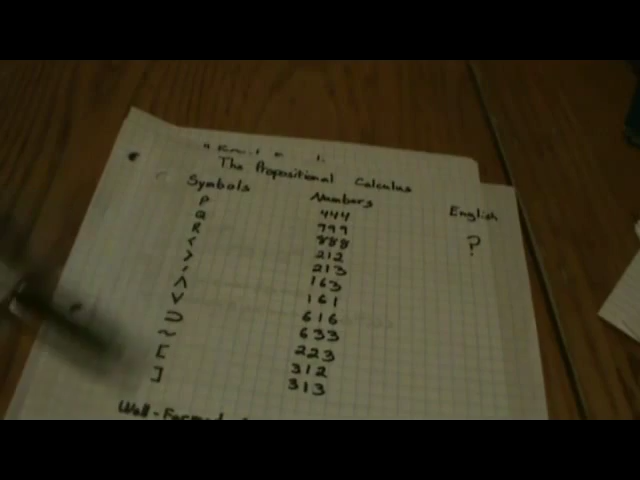 The Propositional Calculus
Symbols Numbers English
P 444 ?
Q 799
R 888
< 212
> 213
' 163
∧ 161
∨ 616
⊃ 633
~ 223
[ 312
] 313
Well-Formed